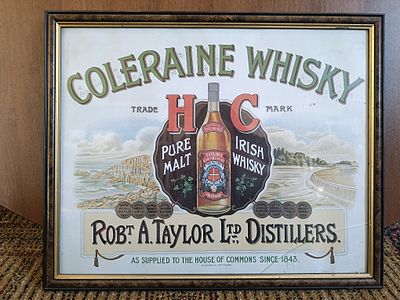 COLERAINE WHISKY
TRADE MARK
H C
PURE MALT
IRISH WHISKY
ROBT. A. TAYLOR LTD. DISTILLERS.
AS SUPPLIED TO THE HOUSE OF COMMONS SINCE 1843.